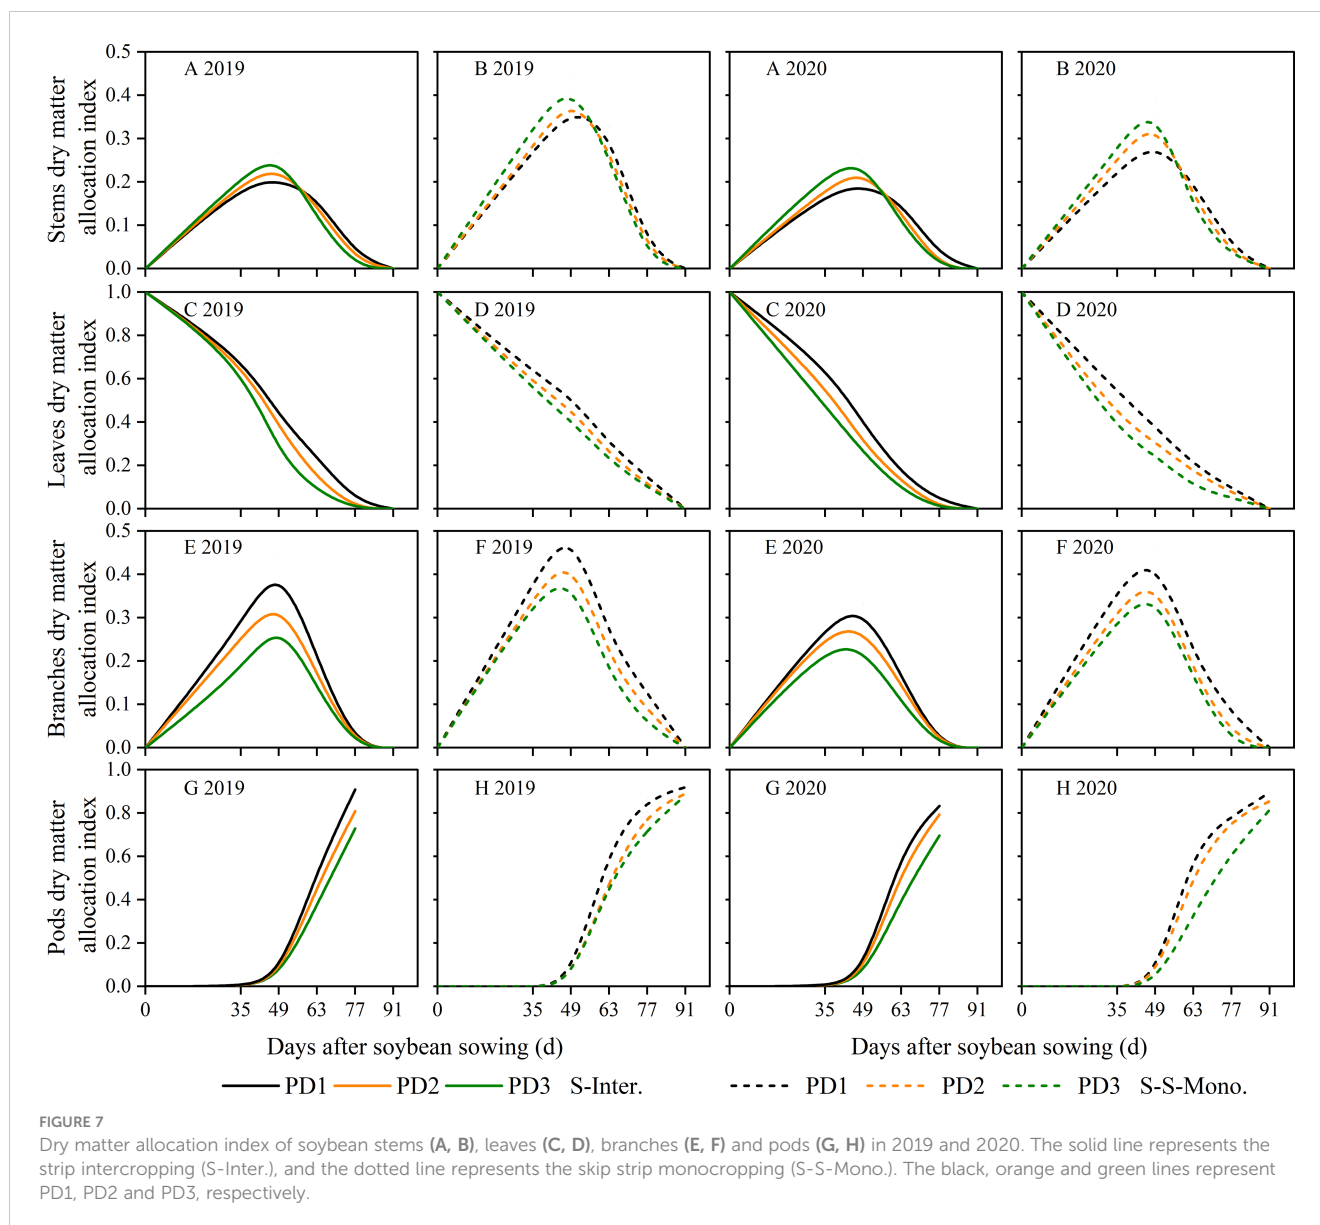 Stems dry matter
allocation index
0.5
0.4
0.3
0.2
0.1
0.0
A 2019
B 2019
A 2020
B 2020
Leaves dry matter
allocation index
1.0
0.8
0.6
0.4
0.2
0.0
C 2019
D 2019
C 2020
D 2020
Branches dry matter
allocation index
0.5
0.4
0.3
0.2
0.1
0.0
E 2019
F 2019
E 2020
F 2020
Pods dry matter
allocation index
1.0
0.8
0.6
0.4
0.2
0.0
G 2019
H 2019
G 2020
H 2020
0 35 49 63 77 91 0 35 49 63 77 91 0 35 49 63 77 91 0 35 49 63 77 91
Days after soybean sowing (d) Days after soybean sowing (d)
PD1 PD2 PD3 S-Inter. PD1 PD2 PD3 S-S-Mono.
FIGURE 7
Dry matter allocation index of soybean stems (A, B), leaves (C, D), branches (E, F) and pods (G, H) in 2019 and 2020. The solid line represents the
strip intercropping (S-Inter.), and the dotted line represents the skip strip monocropping (S-S-Mono.). The black, orange and green lines represent
PD1, PD2 and PD3, respectively.